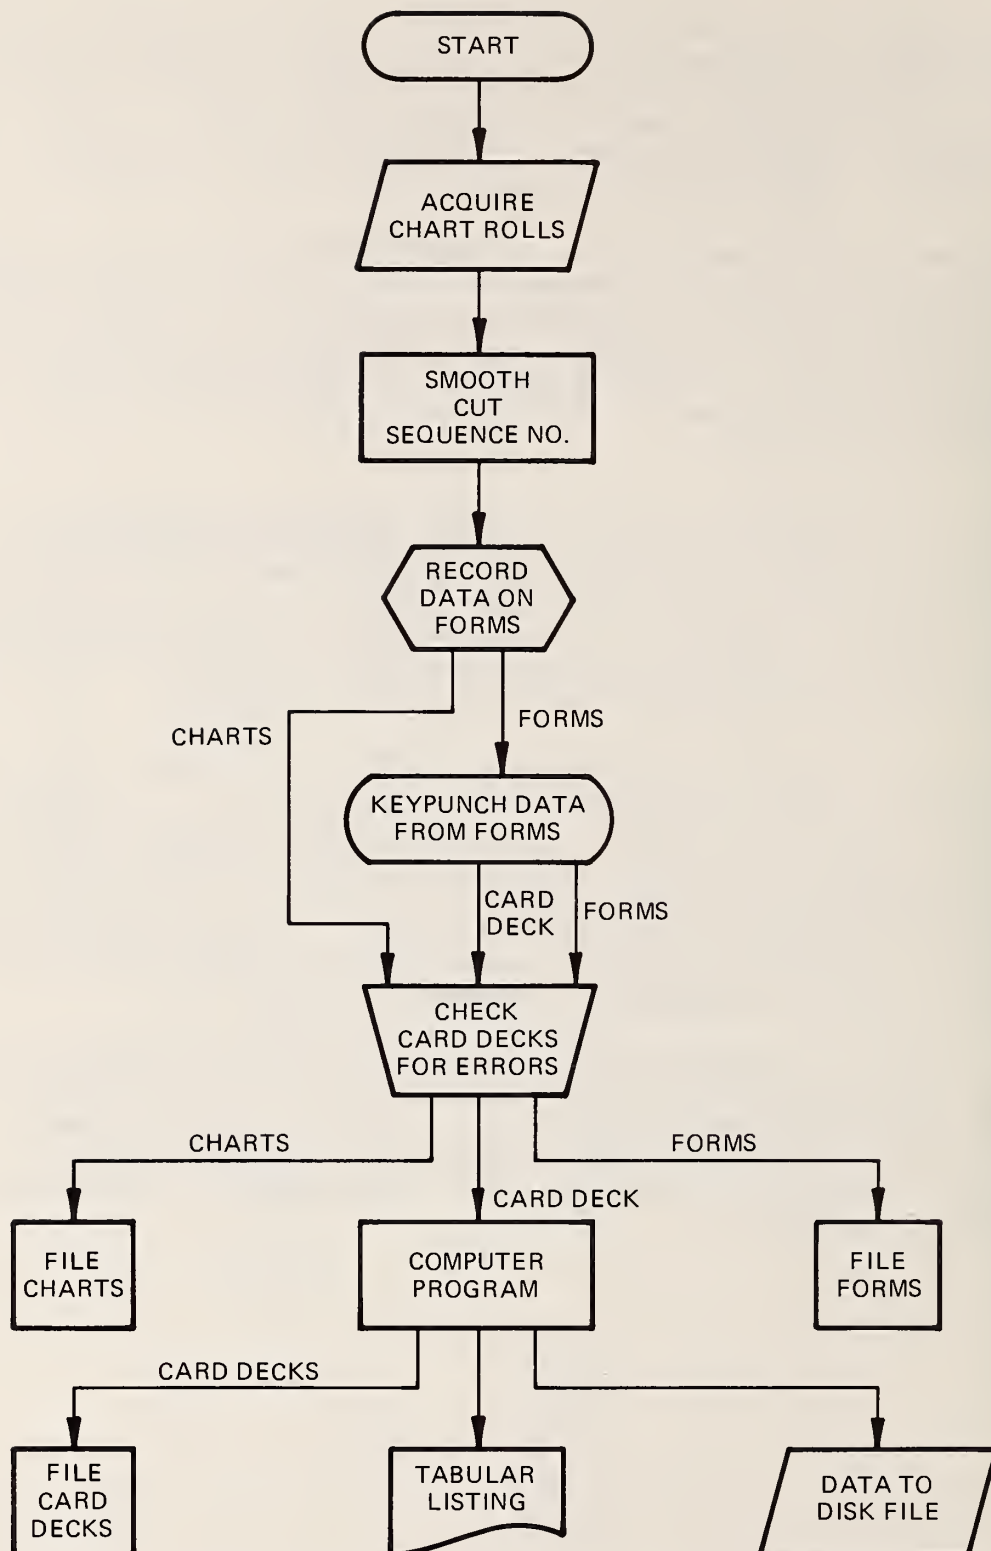 START
ACQUIRE
CHART ROLLS
SMOOTH
CUT
SEQUENCE NO.
RECORD
DATA ON
FORMS
CHARTS
FORMS
KEYPUNCH DATA
FROM FORMS
CARD
DECK
FORMS
CHECK
CARD DECKS
FOR ERRORS
CHARTS
FORMS
CARD DECK
FILE
CHARTS
COMPUTER
PROGRAM
FILE
FORMS
CARD DECKS
FILE
CARD
DECKS
TABULAR
LISTING
DATA TO
DISK FILE